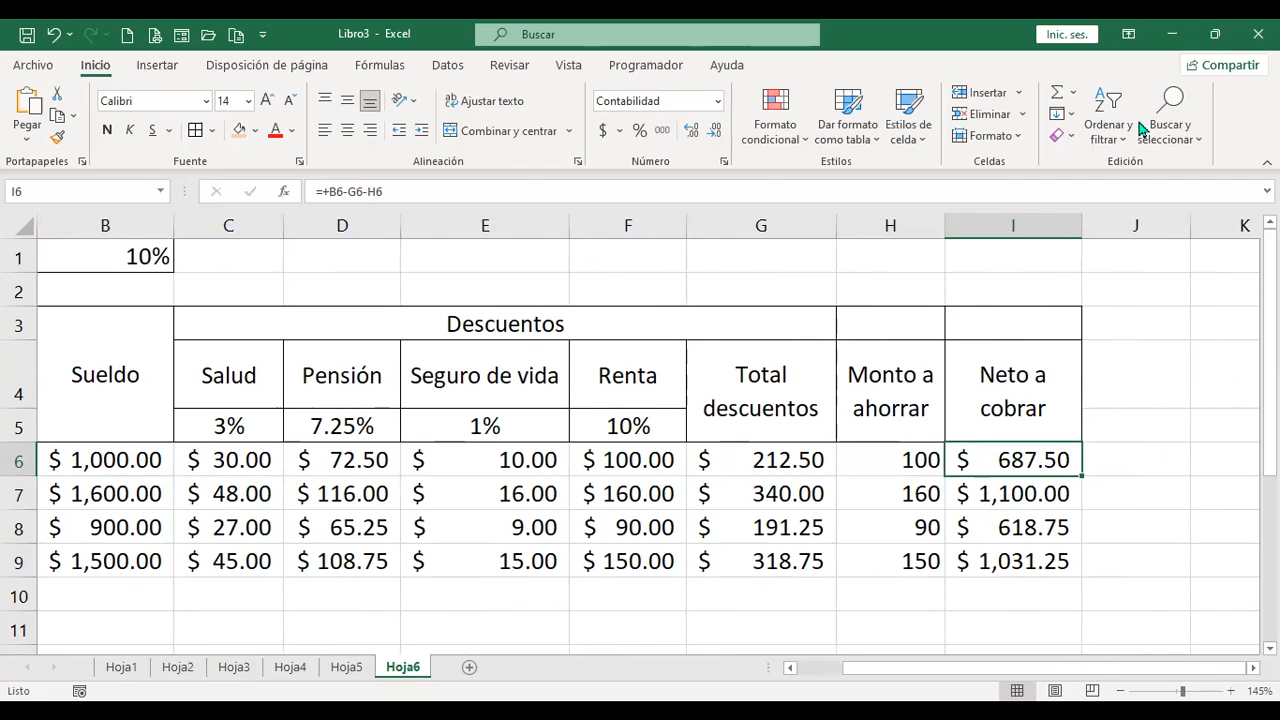 Libro3 - Excel
Buscar
Inic. ses.
Archivo Inicio Insertar Disposición de página Fórmulas Datos Revisar Vista Programador Ayuda
Compartir
Pegar
Calibri 14
N K S
Ajustar texto
Combinar y centrar
Contabilidad
$ % 000
Formato condicional
Dar formato como tabla
Estilos de celda
Insertar
Eliminar
Formato
Ordenar y filtrar
Buscar y seleccionar
Portapapeles Fuente Alineación Número Estilos Celdas Edición
I6 =+B6-G6-H6
B C D E F G H I J K
1 10%
2
3 Descuentos
4 Sueldo Salud Pensión Seguro de vida Renta Total descuentos Monto a ahorrar Neto a cobrar
5 3% 7.25% 1% 10%
6 $ 1,000.00 $ 30.00 $ 72.50 $ 10.00 $ 100.00 $ 212.50 100 $ 687.50
7 $ 1,600.00 $ 48.00 $ 116.00 $ 16.00 $ 160.00 $ 340.00 160 $ 1,100.00
8 $ 900.00 $ 27.00 $ 65.25 $ 9.00 $ 90.00 $ 191.25 90 $ 618.75
9 $ 1,500.00 $ 45.00 $ 108.75 $ 15.00 $ 150.00 $ 318.75 150 $ 1,031.25
10
11
Hoja1 Hoja2 Hoja3 Hoja4 Hoja5 Hoja6
Listo
145%